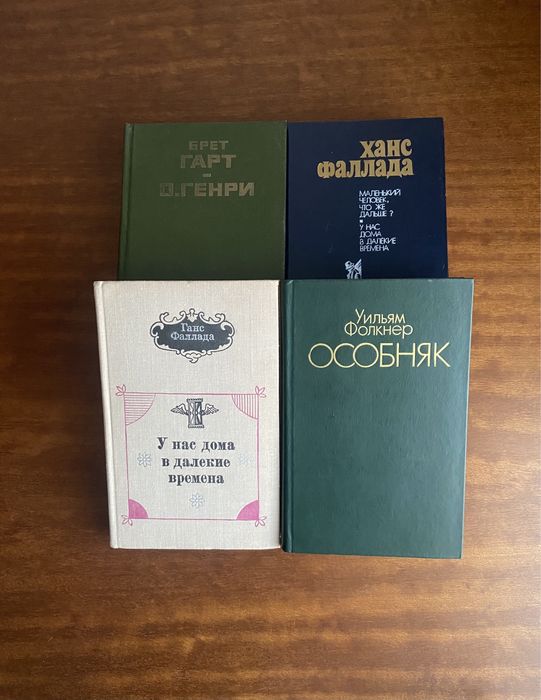 БРЕТ
ГАРТ
-
О.ГЕНРИ
ХАНС
ФАЛЛАДА
МАЛЕНЬКИЙ
ЧЕЛОВЕК,
ЧТО ЖЕ
ДАЛЬШЕ?
У НАС
ДОМА
В ДАЛЕКИЕ
ВРЕМЕНА
Ганс
Фаллада
У нас дома
в далекие
времена
Уильям
Фолкнер
ОСОБНЯК